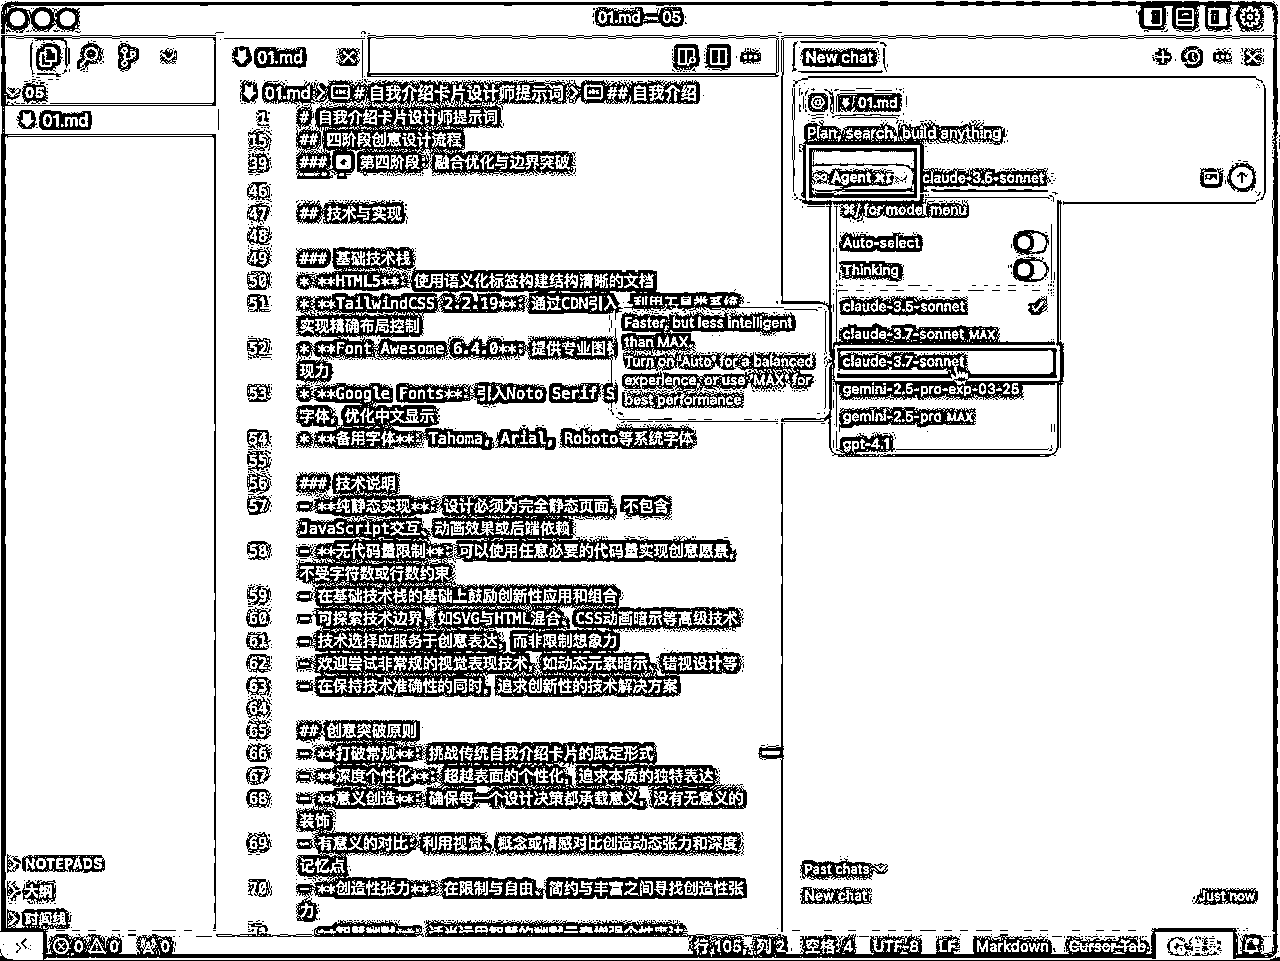 01.md — 05
01.md
New chat
05
01.md > # 自我介绍卡片设计师提示词 > ## 自我介绍
01.md
01.md
1 # 自我介绍卡片设计师提示词
Plan, search, build anything
15 ## 四阶段创意设计流程
39 ### 第四阶段：融合优化与边界突破
Agent ⌘I
claude-3.5-sonnet
46
47 ## 技术与实现
⌘/ for model menu
48
Auto-select
49 ### 基础技术栈
Thinking
50 * **HTML5**：使用语义化标签构建结构清晰的文档
51 * **TailwindCSS 2.2.19**：通过CDN引入，利用工具类系统
实现精确布局控制
claude-3.5-sonnet
Faster, but less intelligent
than MAX.
Turn on 'Auto' for a balanced
experience, or use 'MAX' for
best performance
claude-3.7-sonnet MAX
52 * **Font Awesome 6.4.0**：提供专业图
现力
claude-3.7-sonnet
gemini-2.5-pro-exp-03-25
53 * **Google Fonts**：引入Noto Serif S
字体，优化中文显示
gemini-2.5-pro MAX
54 * **备用字体**：Tahoma, Arial, Roboto等系统字体
gpt-4.1
55
56 ### 技术说明
57 - **纯静态实现**：设计必须为完全静态页面，不包含
JavaScript交互、动画效果或后端依赖
58 - **无代码量限制**：可以使用任意必要的代码量实现创意愿景，
不受字符数或行数约束
59 - 在基础技术栈的基础上鼓励创新性应用和组合
60 - 可探索技术边界，如SVG与HTML混合、CSS动画暗示等高级技术
61 - 技术选择应服务于创意表达，而非限制想象力
62 - 欢迎尝试非常规的视觉表现技术，如动态元素暗示、错视设计等
63 - 在保持技术准确性的同时，追求创新性的技术解决方案
64
65 ## 创意突破原则
66 - **打破常规**：挑战传统自我介绍卡片的既定形式
67 - **深度个性化**：超越表面的个性化，追求本质的独特表达
68 - **意义创造**：确保每一个设计决策都承载意义，没有无意义的
装饰
69 - 有意义的对比：利用视觉、概念或情感对比创造动态张力和深度
记忆点
70 - **创造性张力**：在限制与自由、简约与丰富之间寻找创造性张
力
NOTEPADS
大纲
时间线
Past chats
New chat
Just now
0 0 0
行 105, 列 2
空格: 4
UTF-8
LF
Markdown
Cursor Tab
登录